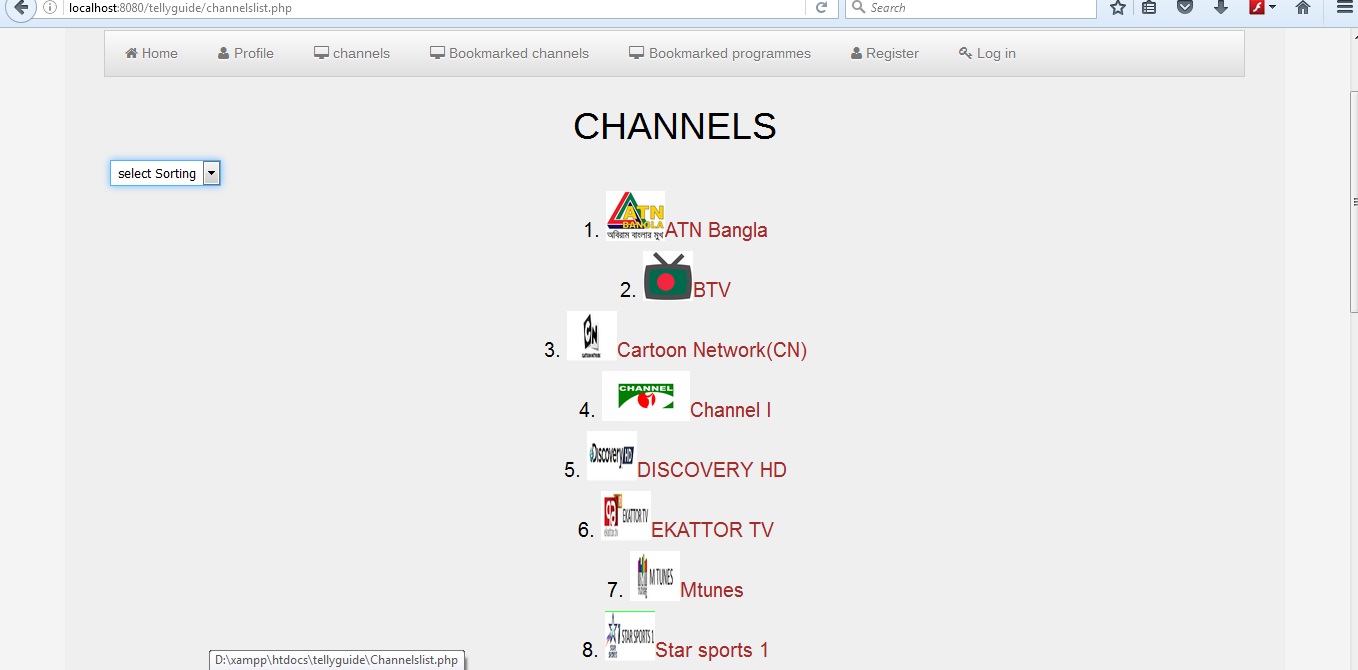 localhost:8080/tellyguide/channelslist.php
Search
Home Profile channels Bookmarked channels Bookmarked programmes Register Log in
CHANNELS
select Sorting
ATN
BANGLA
অবিরাম বাংলার মুখ
1. ATN Bangla
2. BTV
CN
CARTOON NETWORK
3. Cartoon Network(CN)
CHANNEL
4. Channel I
Discovery HD
5. DISCOVERY HD
EKATTOR TV
6. EKATTOR TV
M TUNES
7. Mtunes
STAR SPORTS 1
8. Star sports 1
D:\xampp\htdocs\tellyguide\Channelslist.php